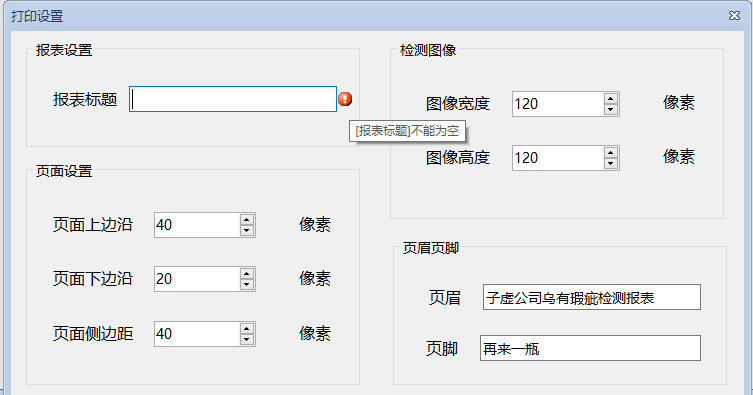 打印设置
报表设置
报表标题
[报表标题]不能为空
检测图像
图像宽度 120 像素
图像高度 120 像素
页面设置
页面上边沿 40 像素
页面下边沿 20 像素
页面侧边距 40 像素
页眉页脚
页眉 子虚公司乌有瑕疵检测报表
页脚 再来一瓶